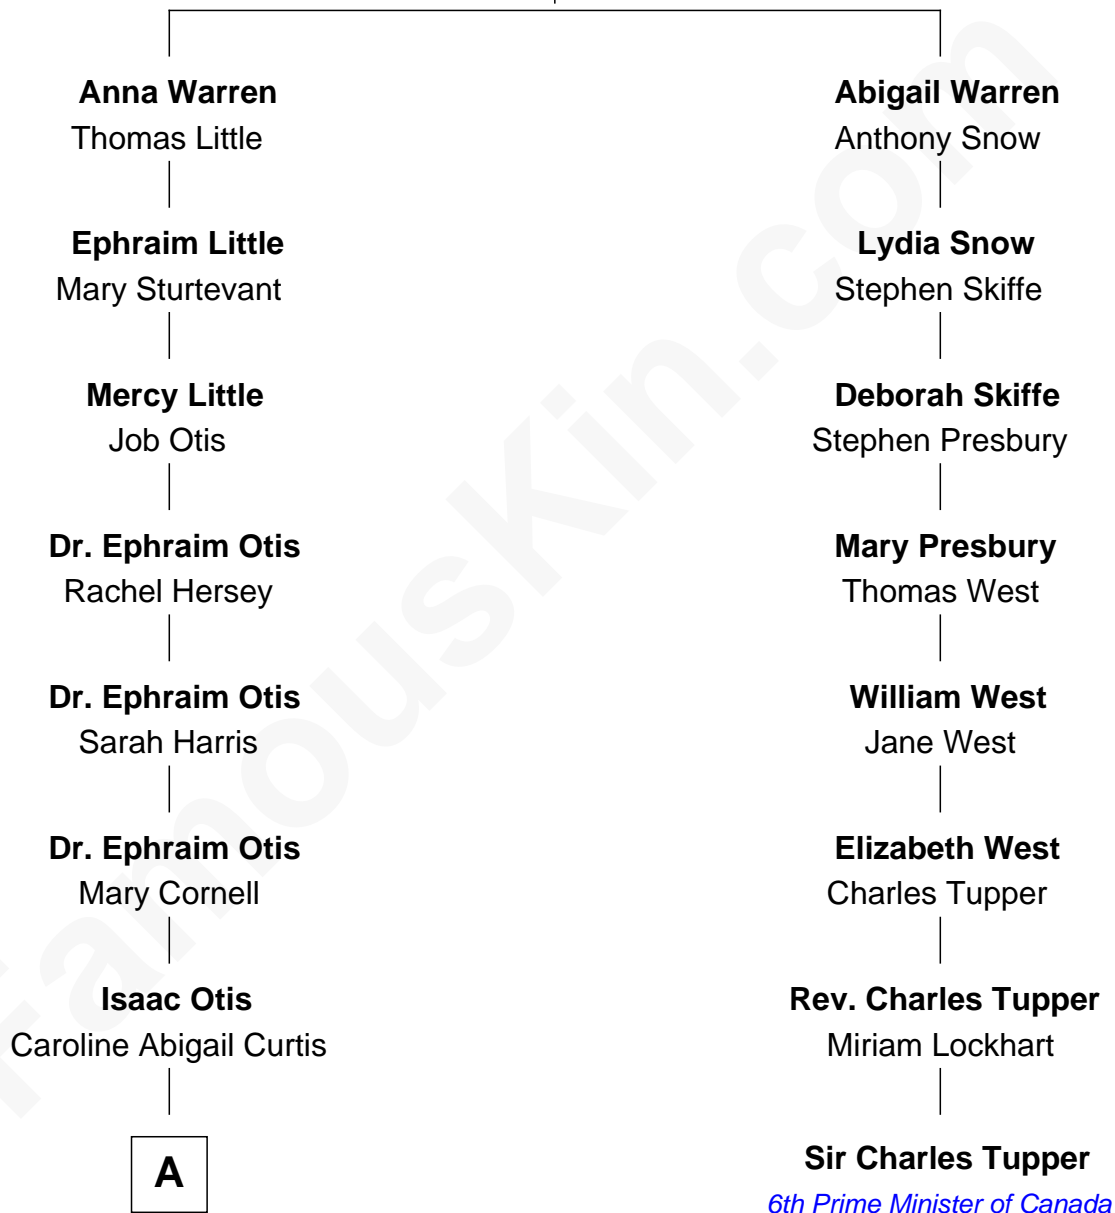 Anna Warren
Thomas Little
Ephraim Little
Mary Sturtevant
Mercy Little
Job Otis
Dr. Ephraim Otis
Rachel Hersey
Dr. Ephraim Otis
Sarah Harris
Dr. Ephraim Otis
Mary Cornell
Isaac Otis
Caroline Abigail Curtis
A
Abigail Warren
Anthony Snow
Lydia Snow
Stephen Skiffe
Deborah Skiffe
Stephen Presbury
Mary Presbury
Thomas West
William West
Jane West
Elizabeth West
Charles Tupper
Rev. Charles Tupper
Miriam Lockhart
Sir Charles Tupper
6th Prime Minister of Canada
FamousKin.com